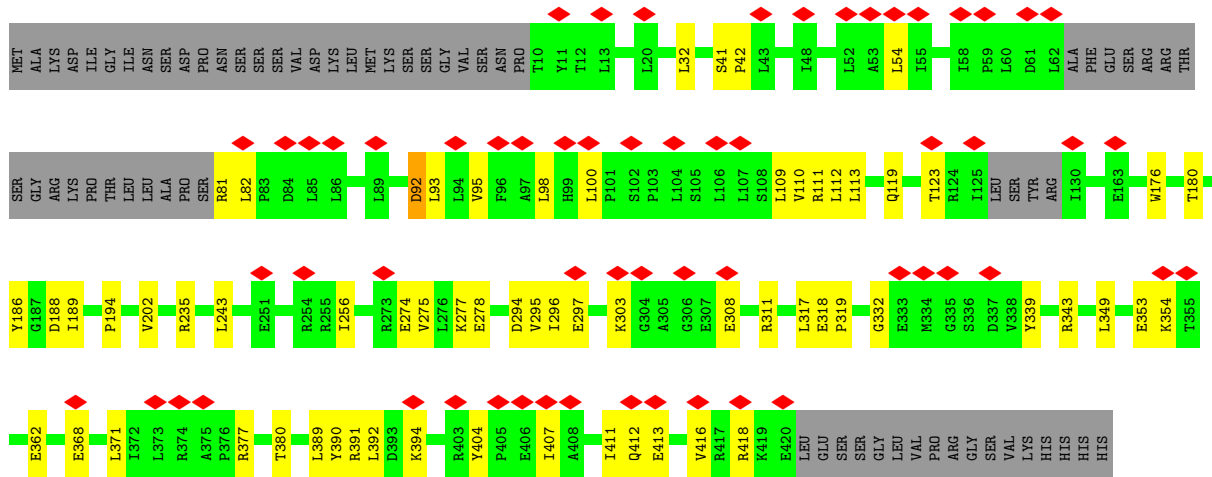 MET ALA LYS ASP ILE GLY ILE ASN SER ASP PRO ASN SER SER SER VAL ASP LYS LEU MET LYS SER SER GLY VAL SER ASN PRO T10 Y11 T12 L13 L20 L32 S41 P42 L43 I48 L52 A53 L54 I55 I58 P59 L60 D61 L62 ALA PHE GLU SER ARG ARG THR
SER GLY ARG LYS PRO THR LEU LEU ALA PRO SER R81 L82 P83 D84 L85 L86 L89 D92 L93 L94 V95 F96 A97 L98 H99 L100 P101 S102 P103 L104 S105 L106 L107 S108 L109 V110 R111 L112 L113 Q119 T123 R124 I125 LEU SER TYR ARG I130 E163 W176 T180
Y186 G187 D188 I189 P194 V202 R235 L243 E251 R254 R255 I256 R273 E274 V275 L276 K277 E278 D294 V295 I296 E297 K303 G304 A305 G306 E307 E308 R311 L317 E318 P319 G332 E333 M334 G335 S336 D337 V338 Y339 R343 L349 E353 K354 T355
E362 E368 L371 I372 L373 R374 A375 P376 R377 T380 L389 Y390 R391 L392 D393 K394 R403 Y404 P405 E406 I407 A408 I411 Q412 E413 V416 R417 R418 K419 E420 LEU GLU SER SER GLY LEU VAL PRO ARG GLY SER VAL LYS HIS HIS HIS HIS